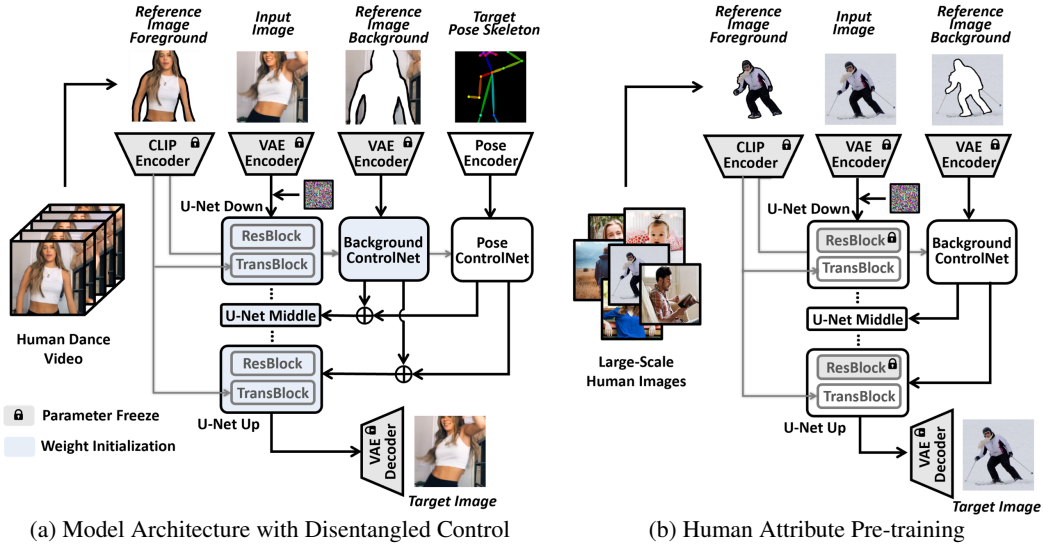 Reference
Image
Foreground
Input
Image
Reference
Image
Background
Target
Pose Skeleton
CLIP
Encoder
VAE
Encoder
VAE
Encoder
Pose
Encoder
U-Net Down
ResBlock
TransBlock
Background
ControlNet
Pose
ControlNet
U-Net Middle
ResBlock
TransBlock
U-Net Up
Human Dance
Video
Parameter Freeze
Weight Initialization
VAE
Decoder
Target Image
(a) Model Architecture with Disentangled Control
Reference
Image
Foreground
Input
Image
Reference
Image
Background
CLIP
Encoder
VAE
Encoder
VAE
Encoder
U-Net Down
ResBlock
TransBlock
Background
ControlNet
U-Net Middle
ResBlock
TransBlock
U-Net Up
Large-Scale
Human Images
VAE
Decoder
Target Image
(b) Human Attribute Pre-training